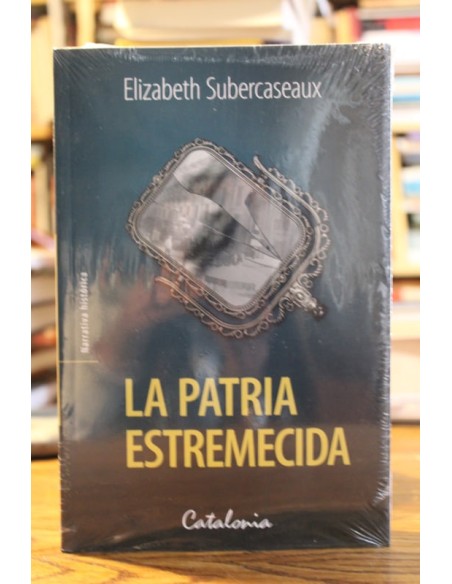 Elizabeth Subercaseaux
Narrativa histórica
LA PATRIA
ESTREMECIDA
Catalonia